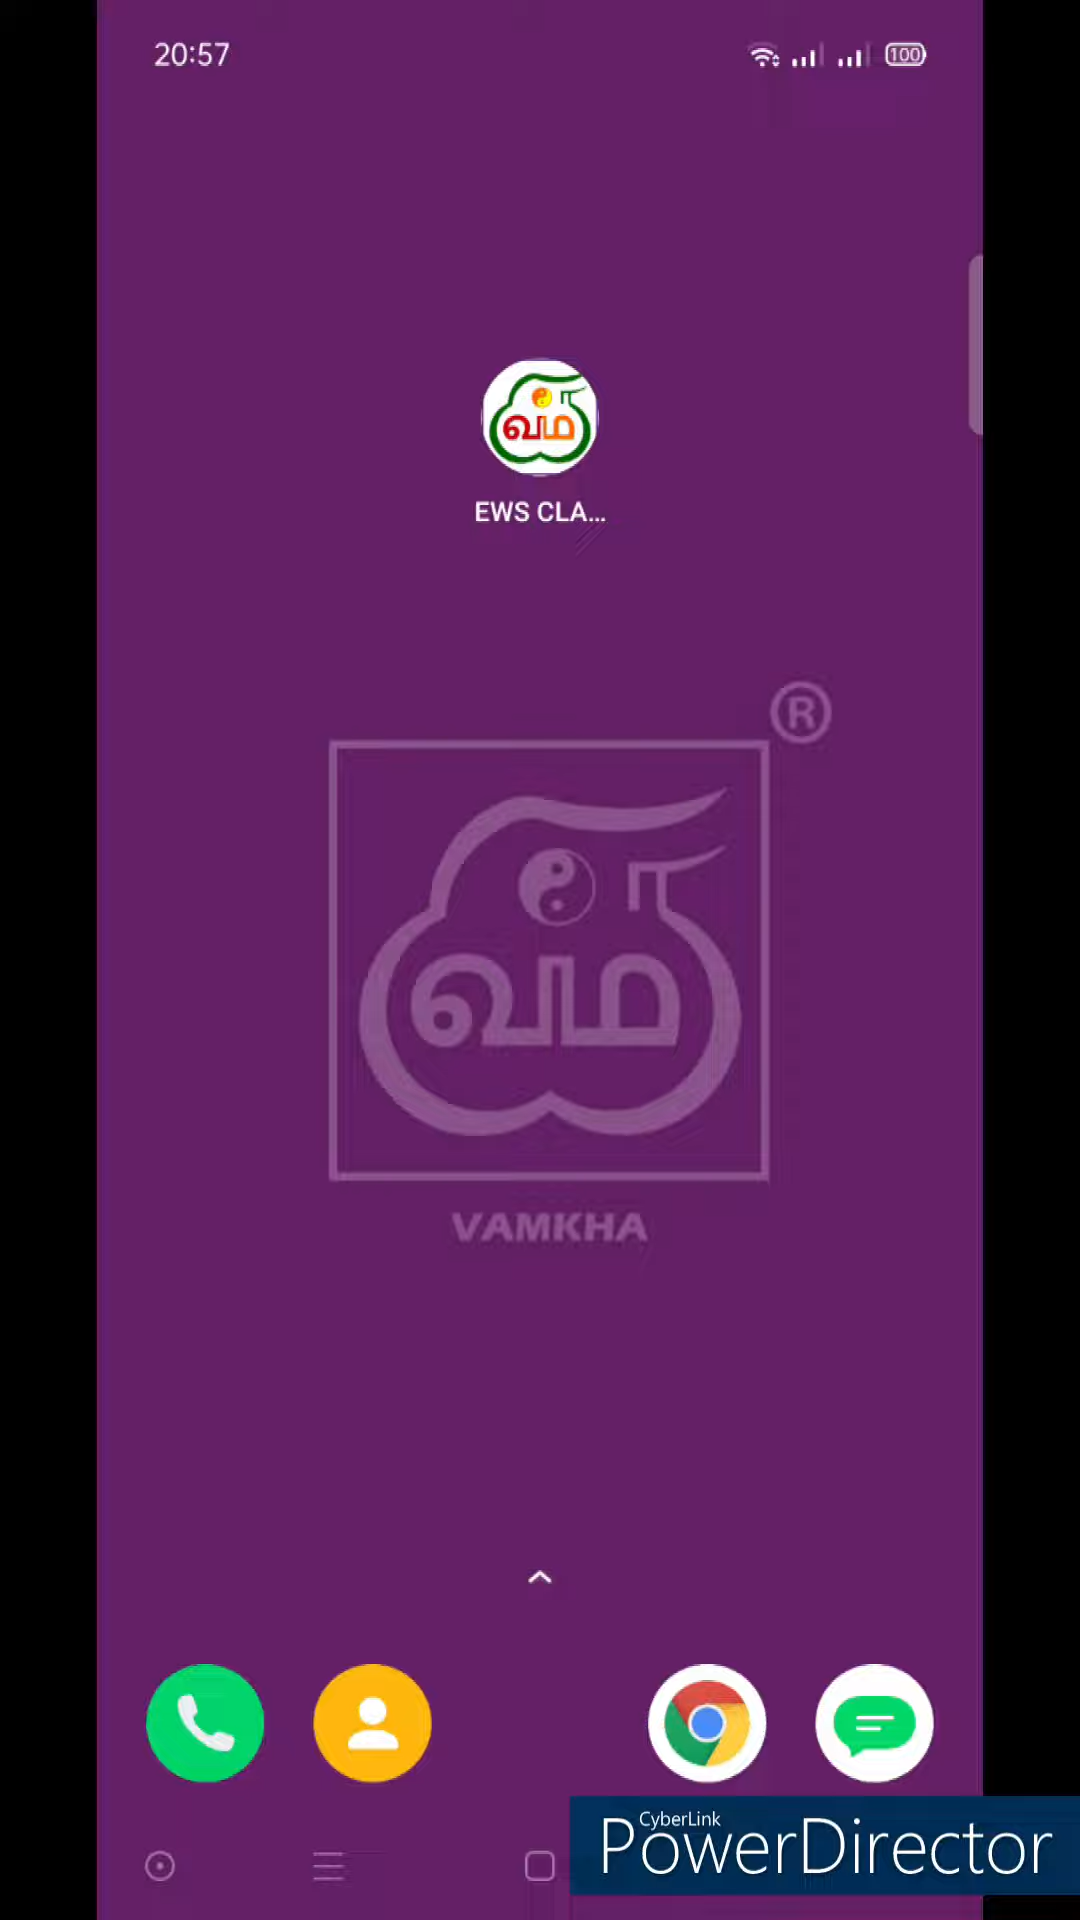 20:57
100
வம
EWS CLA...
®
வம
VAMKHA
CyberLink
PowerDirector